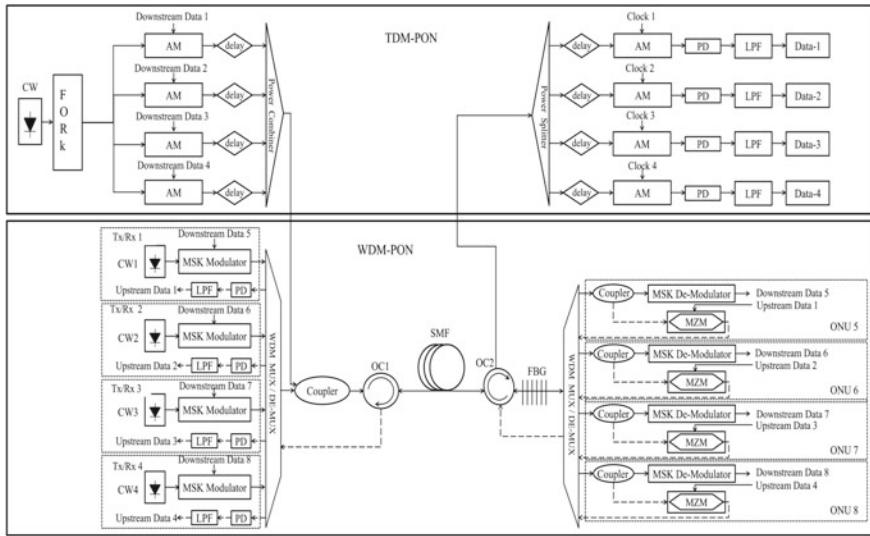 TDM-PON
CW
F
O
R
k
Downstream Data 1
AM
delay
Downstream Data 2
AM
delay
Downstream Data 3
AM
delay
Downstream Data 4
AM
delay
Power Combiner
Power Splitter
Clock 1
delay
AM
PD
LPF
Data-1
Clock 2
delay
AM
PD
LPF
Data-2
Clock 3
delay
AM
PD
LPF
Data-3
Clock 4
delay
AM
PD
LPF
Data-4
WDM-PON
Tx/Rx 1
Downstream Data 5
CW1
MSK Modulator
Upstream Data 1
LPF
PD
Tx/Rx 2
Downstream Data 6
CW2
MSK Modulator
Upstream Data 2
LPF
PD
Tx/Rx 3
Downstream Data 7
CW3
MSK Modulator
Upstream Data 3
LPF
PD
Tx/Rx 4
Downstream Data 8
CW4
MSK Modulator
Upstream Data 4
LPF
PD
WDM MUX / DE-MUX
Coupler
OC1
SMF
OC2
FBG
WDM MUX / DE-MUX
Coupler
MSK De-Modulator
Downstream Data 5
Upstream Data 1
MZM
ONU 5
Coupler
MSK De-Modulator
Downstream Data 6
Upstream Data 2
MZM
ONU 6
Coupler
MSK De-Modulator
Downstream Data 7
Upstream Data 3
MZM
ONU 7
Coupler
MSK De-Modulator
Downstream Data 8
Upstream Data 4
MZM
ONU 8